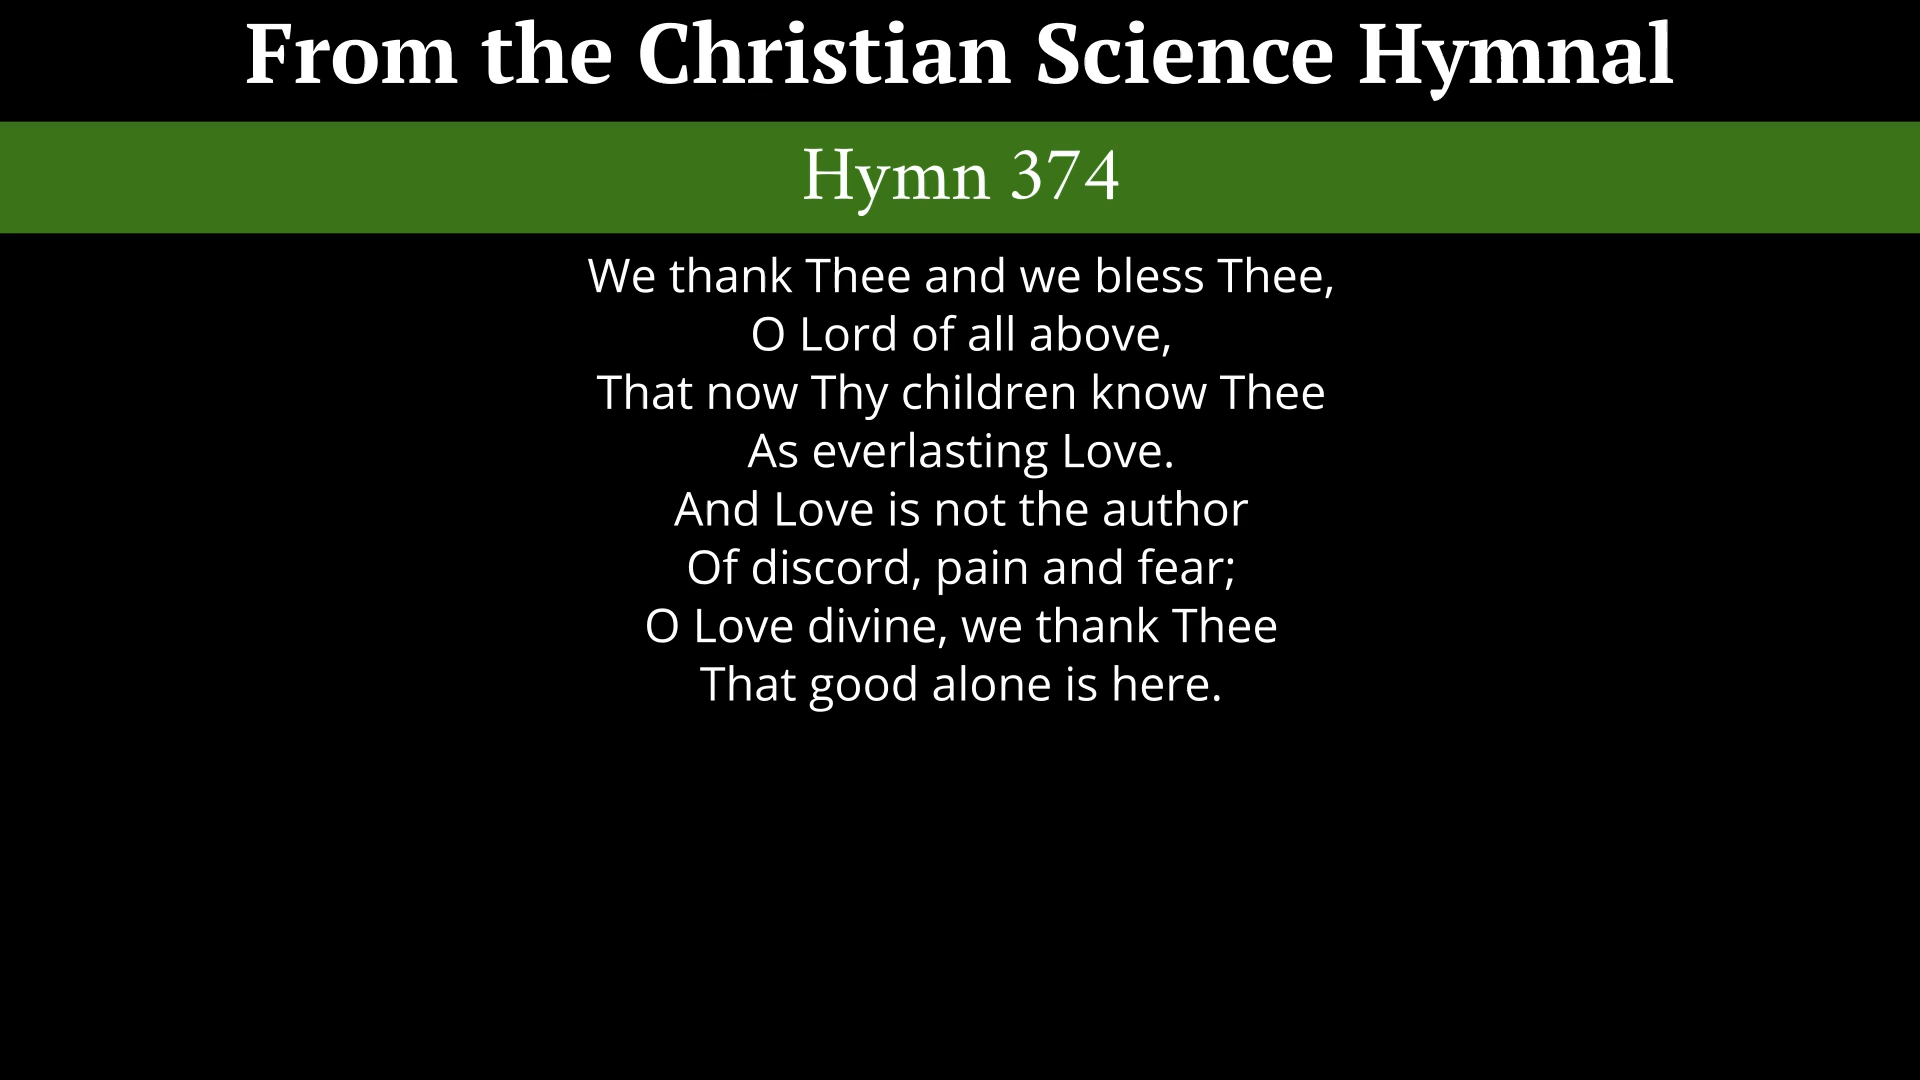 From the Christian Science Hymnal
Hymn 374
We thank Thee and we bless Thee,
O Lord of all above,
That now Thy children know Thee
As everlasting Love.
And Love is not the author
Of discord, pain and fear;
O Love divine, we thank Thee
That good alone is here.